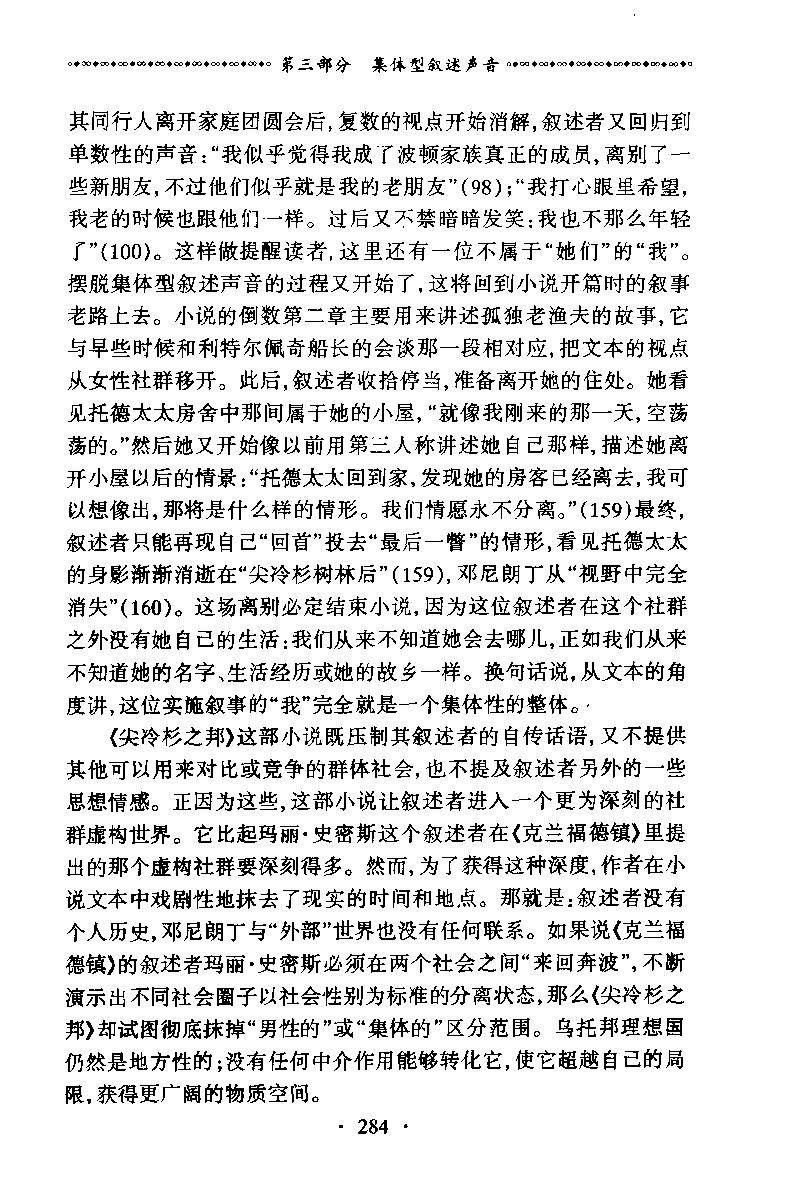 第三部分　集体型叙述声音
其同行人离开家庭团圆会后,复数的视点开始消解,叙述者又回归到
单数性的声音:“我似乎觉得我成了波顿家族真正的成员,离别了一
些新朋友,不过他们似乎就是我的老朋友”(98);“我打心眼里希望,
我老的时候也跟他们一样。过后又不禁暗暗发笑:我也不那么年轻
了”(100)。这样做提醒读者,这里还有一位不属于“她们”的“我”。
摆脱集体型叙述声音的过程又开始了,这将回到小说开篇时的叙事
老路上去。小说的倒数第二章主要用来讲述孤独老渔夫的故事,它
与早些时候和利特尔佩奇船长的会谈那一段相对应,把文本的视点
从女性社群移开。此后,叙述者收拾停当,准备离开她的住处。她看
见托德太太房舍中那间属于她的小屋,“就像我刚来的那一天,空荡
荡的。”然后她又开始像以前用第三人称讲述她自己那样,描述她离
开小屋以后的情景:“托德太太回到家,发现她的房客已经离去,我可
以想像出,那将是什么样的情形。我们情愿永不分离。”(159)最终,
叙述者只能再现自己“回首”投去“最后一瞥”的情形,看见托德太太
的身影渐渐消逝在“尖冷杉树林后”(159),邓尼朗丁从“视野中完全
消失”(160)。这场离别必定结束小说,因为这位叙述者在这个社群
之外没有她自已的生活:我们从来不知道她会去哪儿,正如我们从来
不知道她的名字、生活经历或她的故乡一样。换句话说,从文本的角
度讲,这位实施叙事的“我”完全就是一个集体性的整体。
《尖冷杉之邦》这部小说既压制其叙述者的自传话语,又不提供
其他可以用来对比或竞争的群体社会,也不提及叙述者另外的一些
思想情感。正因为这些,这部小说让叙述者进入一个更为深刻的社
群虚构世界。它比起玛丽·史密斯这个叙述者在《克兰福德镇》里提
出的那个虚构社群要深刻得多。然而,为了获得这种深度,作者在小
说文本中戏剧性地抹去了现实的时间和地点。那就是:叙述者没有
个人历史,邓尼朗丁与“外部”世界也没有任何联系。如果说《克兰福
德镇》的叙述者玛丽·史密斯必须在两个社会之间“来回奔波”,不断
演示出不同社会圈子以社会性别为标准的分离状态,那么《尖冷杉之
邦》却试图彻底抹掉“男性的”或“集体的”区分范围。乌托邦理想国
仍然是地方性的;没有任何中介作用能够转化它,使它超越自已的局
限,获得更广阔的物质空间。
· 284 ·